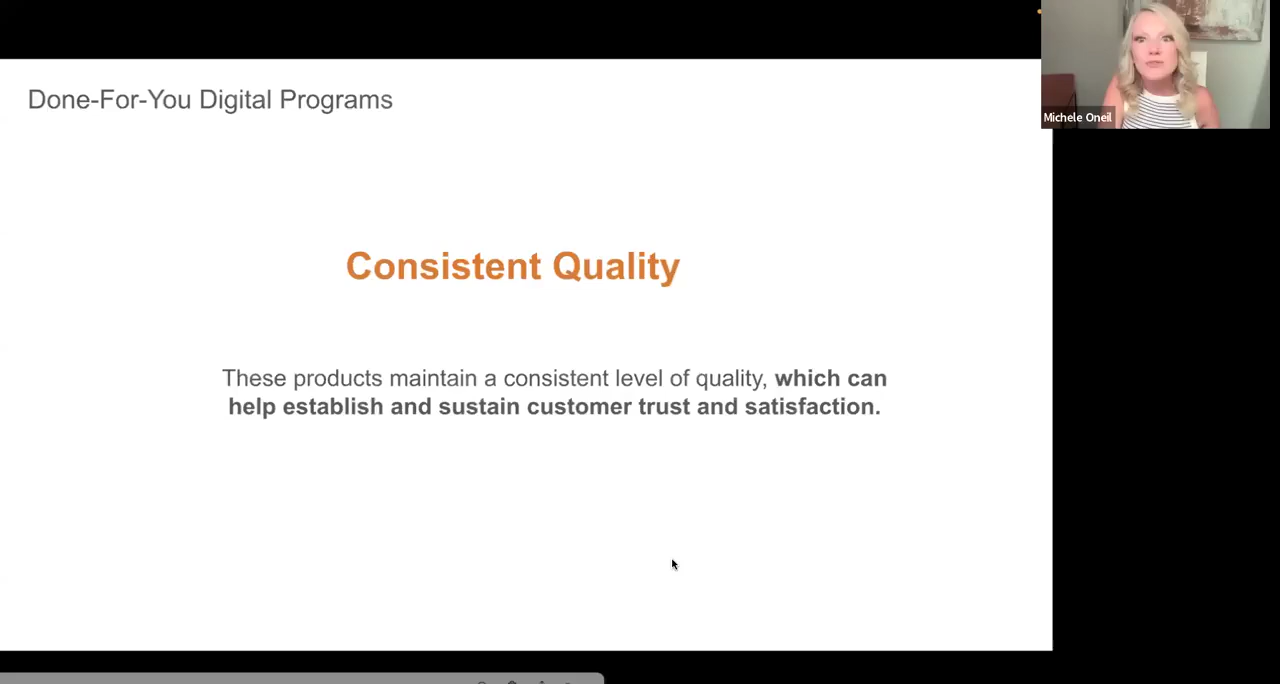 Done-For-You Digital Programs
Michele Oneil
Consistent Quality
These products maintain a consistent level of quality, which can
help establish and sustain customer trust and satisfaction.